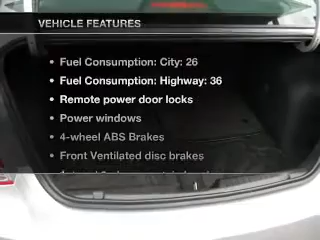 VEHICLE FEATURES
• Fuel Consumption: City: 26
• Fuel Consumption: Highway: 36
• Remote power door locks
• Power windows
• 4-wheel ABS Brakes
• Front Ventilated disc brakes